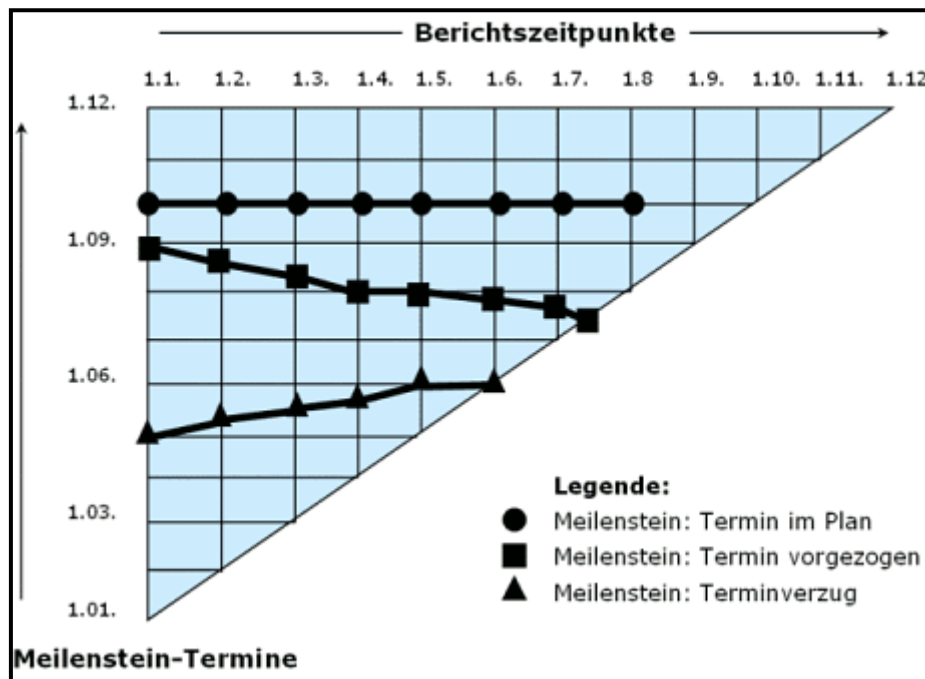 Berichtszeitpunkte
1.1. 1.2. 1.3. 1.4. 1.5. 1.6. 1.7. 1.8 1.9. 1.10. 1.11. 1.12
1.12.
1.09.
1.06.
1.03.
1.01.
Legende:
Meilenstein: Termin im Plan
Meilenstein: Termin vorgezogen
Meilenstein: Terminverzug
Meilenstein-Termine